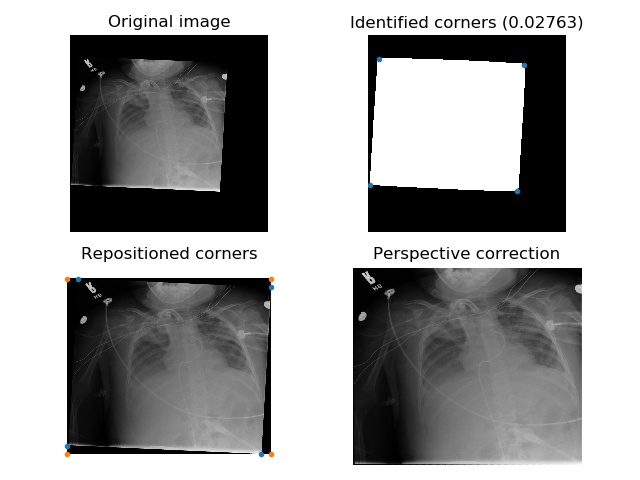 Original image
Identified corners (0.02763)
Repositioned corners
Perspective correction